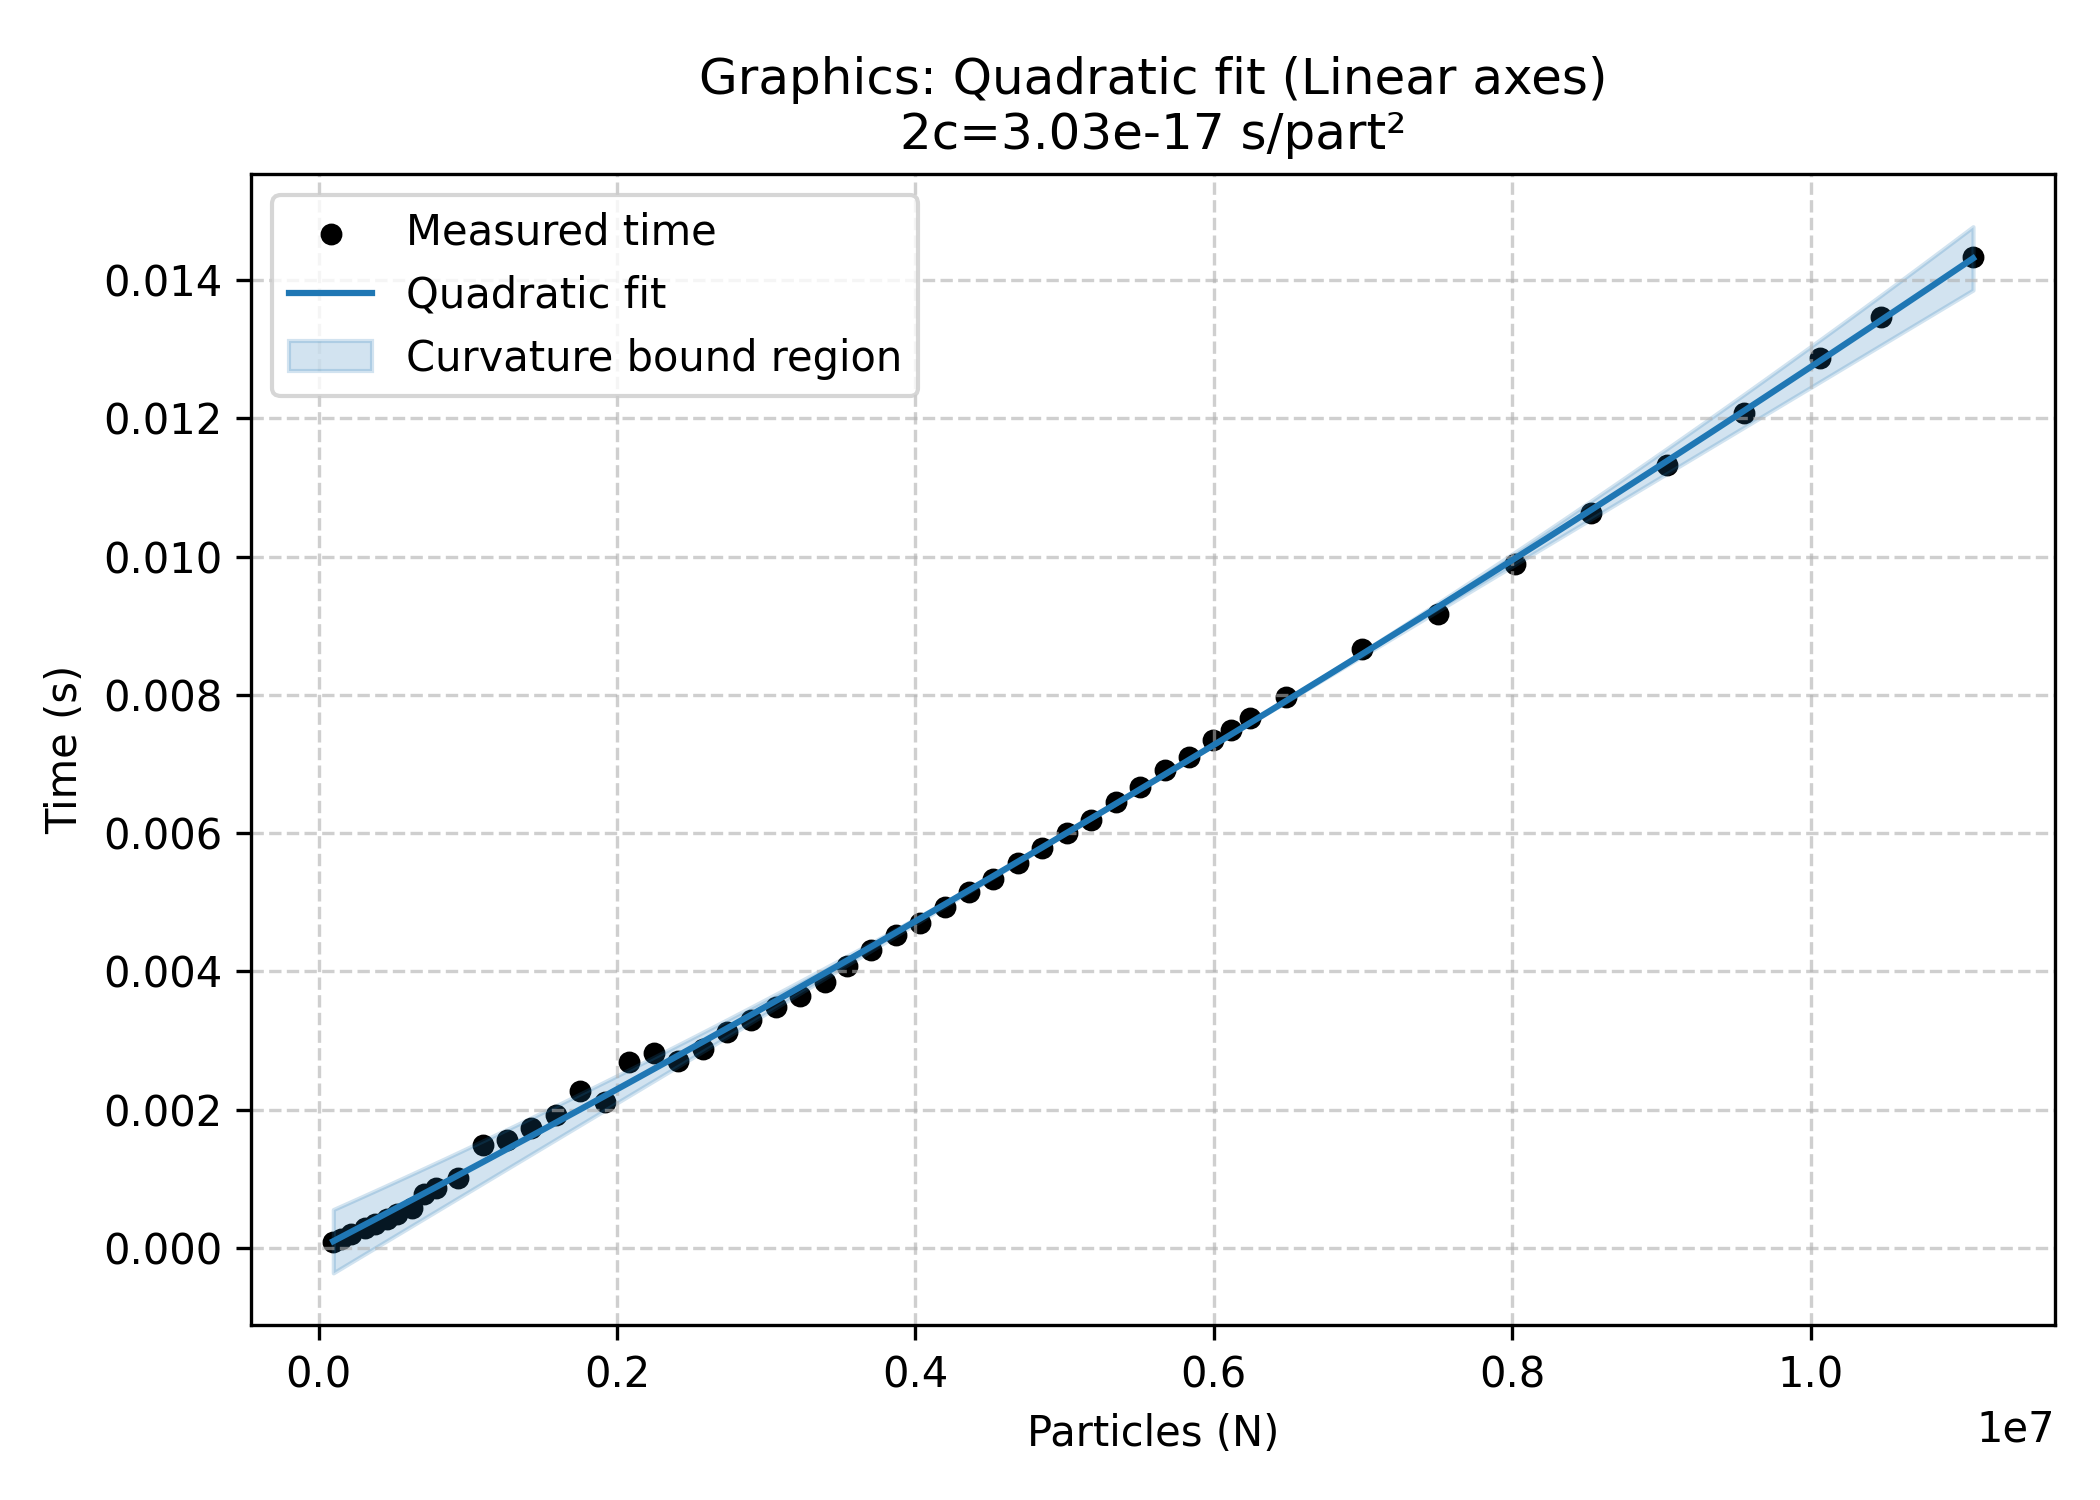 Graphics: Quadratic fit (Linear axes)
2c=3.03e-17 s/part²
Measured time
Quadratic fit
Curvature bound region
0.014
0.012
0.010
0.008
0.006
0.004
0.002
0.000
Time (s)
0.0 0.2 0.4 0.6 0.8 1.0
1e7
Particles (N)